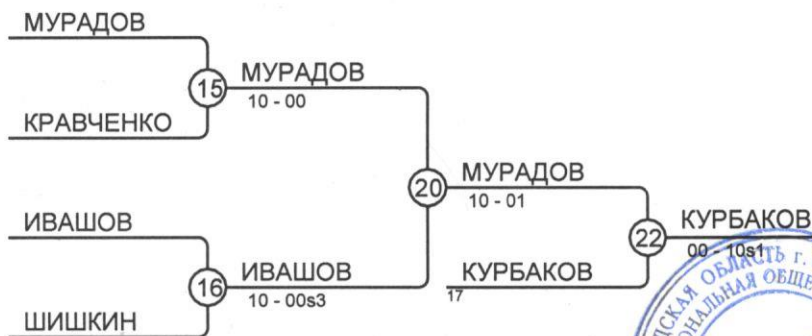 МУРАДОВ
15
МУРАДОВ
10 - 00
КРАВЧЕНКО
20
МУРАДОВ
10 - 01
ИВАШОВ
16
ИВАШОВ
10 - 00s3
ШИШКИН
22
КУРБАКОВ
00 - 10s1
КУРБАКОВ
17
ОБЛАСТЬ г.